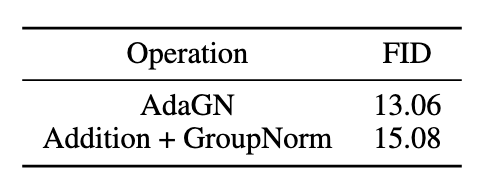 Operation FID
AdaGN 13.06
Addition + GroupNorm 15.08